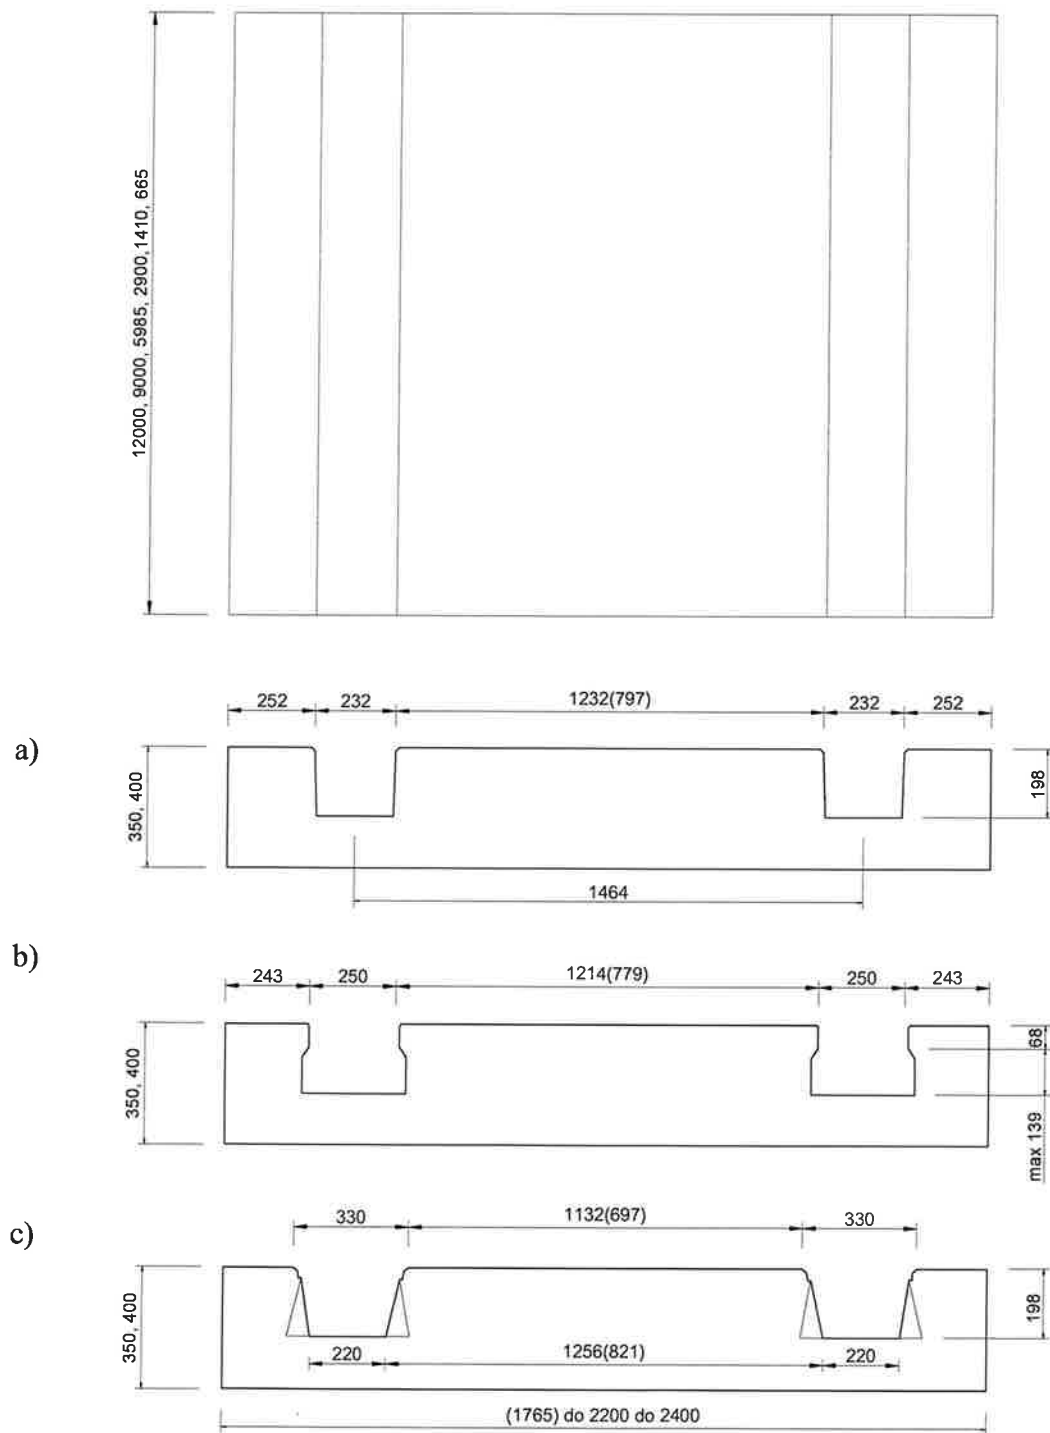 12000, 9000, 5985, 2900,1410, 665
252 232 1232(797) 232 252
a)
350, 400
198
1464
b)
243 250 1214(779) 250 243
350, 400
68
max 139
c)
330 1132(697) 330
350, 400
198
220 1256(821) 220
(1765) do 2200 do 2400